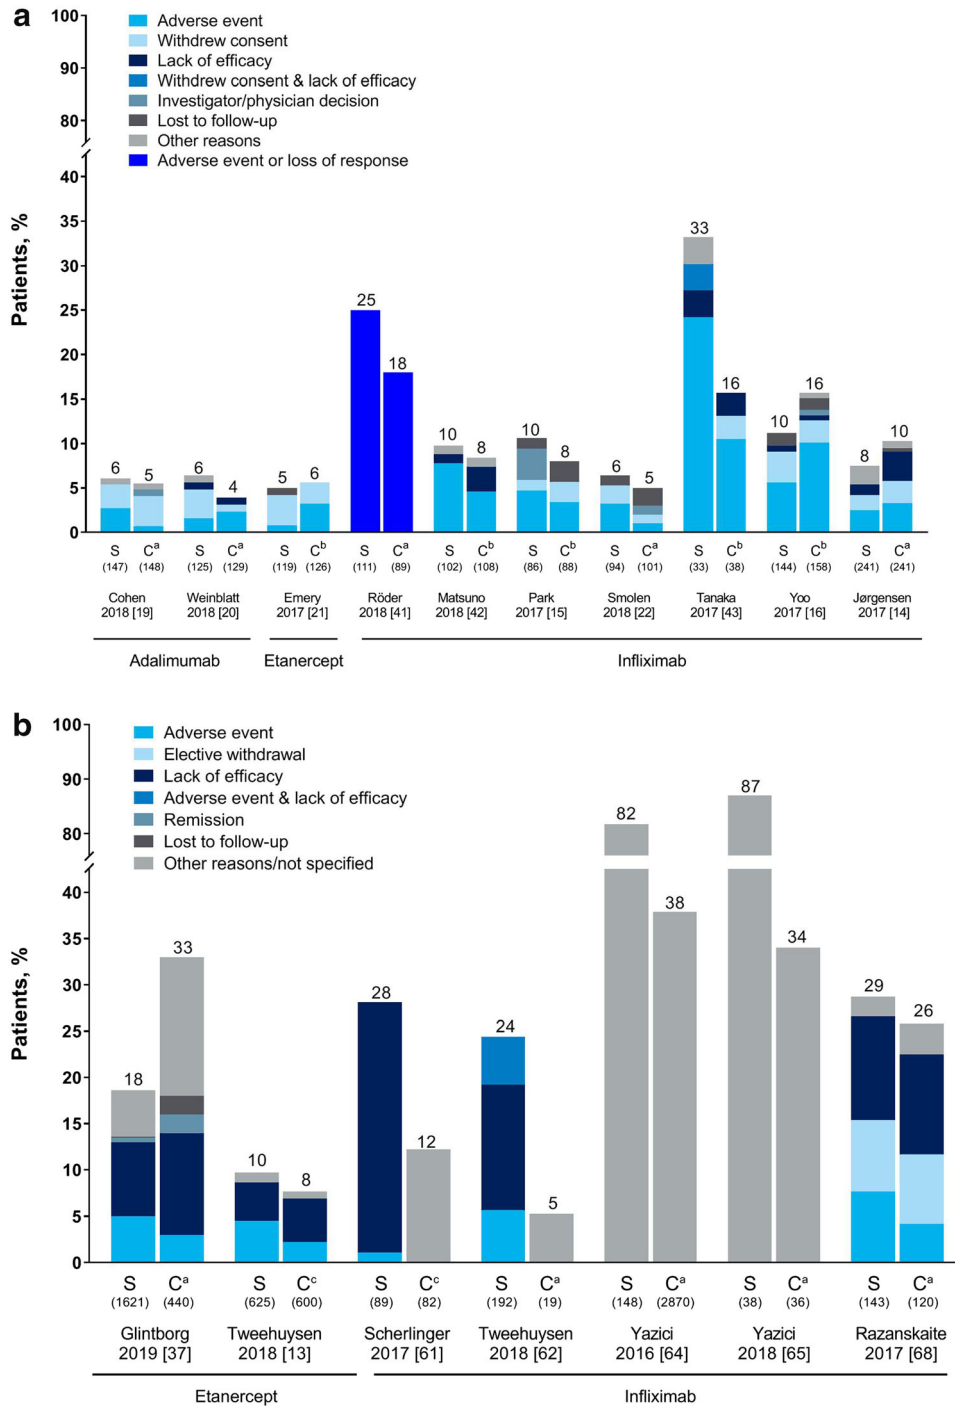 a
Adverse event
Withdrew consent
Lack of efficacy
Withdrew consent & lack of efficacy
Investigator/physician decision
Lost to follow-up
Other reasons
Adverse event or loss of response
Patients, %
100
90
80
40
35
30
25
20
15
10
5
0
6 5 6 4 5 6 25 18 10 8 10 8 6 5 33 16 10 16 8 10
S Cᵃ S Cᵃ S Cᵇ S Cᵃ S Cᵇ S Cᵇ S Cᵃ S Cᵇ S Cᵇ S Cᵃ
(147) (148) (125) (129) (119) (126) (111) (89) (102) (108) (86) (88) (94) (101) (33) (38) (144) (158) (241) (241)
Cohen Weinblatt Emery Röder Matsuno Park Smolen Tanaka Yoo Jørgensen
2018 [19] 2018 [20] 2017 [21] 2018 [41] 2018 [42] 2017 [15] 2018 [22] 2017 [43] 2017 [16] 2017 [14]
Adalimumab Etanercept Infliximab
b
Adverse event
Elective withdrawal
Lack of efficacy
Adverse event & lack of efficacy
Remission
Lost to follow-up
Other reasons/not specified
Patients, %
100
90
80
40
35
30
25
20
15
10
5
0
18 33 10 8 28 12 24 5 82 38 87 34 29 26
S Cᵃ S Cᶜ S Cᶜ S Cᵃ S Cᵃ S Cᵃ S Cᵃ
(1621) (440) (625) (600) (89) (82) (192) (19) (148) (2870) (38) (36) (143) (120)
Glintborg Tweehuysen Scherlinger Tweehuysen Yazici Yazici Razanskaite
2019 [37] 2018 [13] 2017 [61] 2018 [62] 2016 [64] 2018 [65] 2017 [68]
Etanercept Infliximab